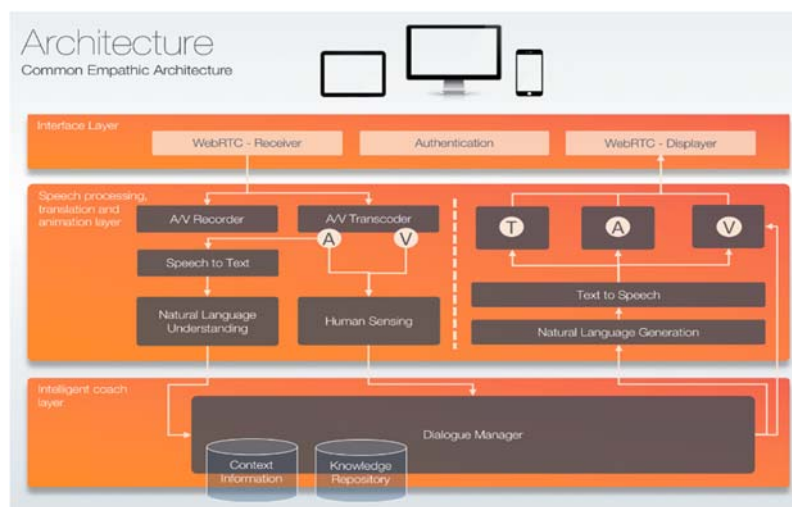 Architecture
Common Empathic Architecture
Interface Layer
WebRTC - Receiver
Authentication
WebRTC - Displayer
Speech processing,
translation and
animation layer
A/V Recorder
A/V Transcoder
A
V
T
A
V
Speech to Text
Text to Speech
Natural Language
Understanding
Human Sensing
Natural Language Generation
Intelligent coach
layer.
Dialogue Manager
Context
Information
Knowledge
Repository